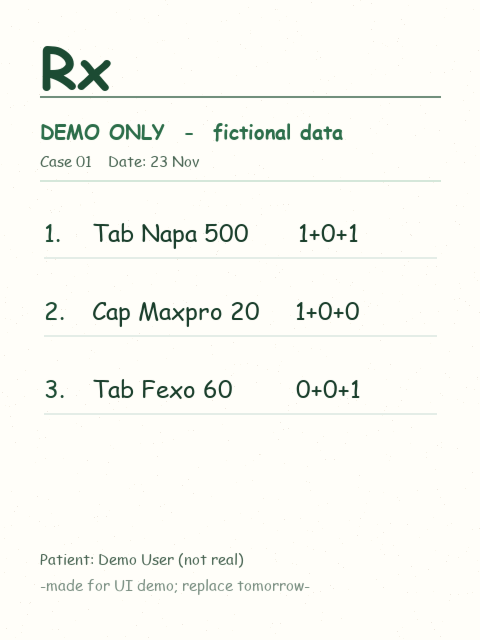 Rx
DEMO ONLY - fictional data
Case 01 Date: 23 Nov
1. Tab Napa 500 1+0+1
2. Cap Maxpro 20 1+0+0
3. Tab Fexo 60 0+0+1
Patient: Demo User (not real)
-made for UI demo; replace tomorrow-